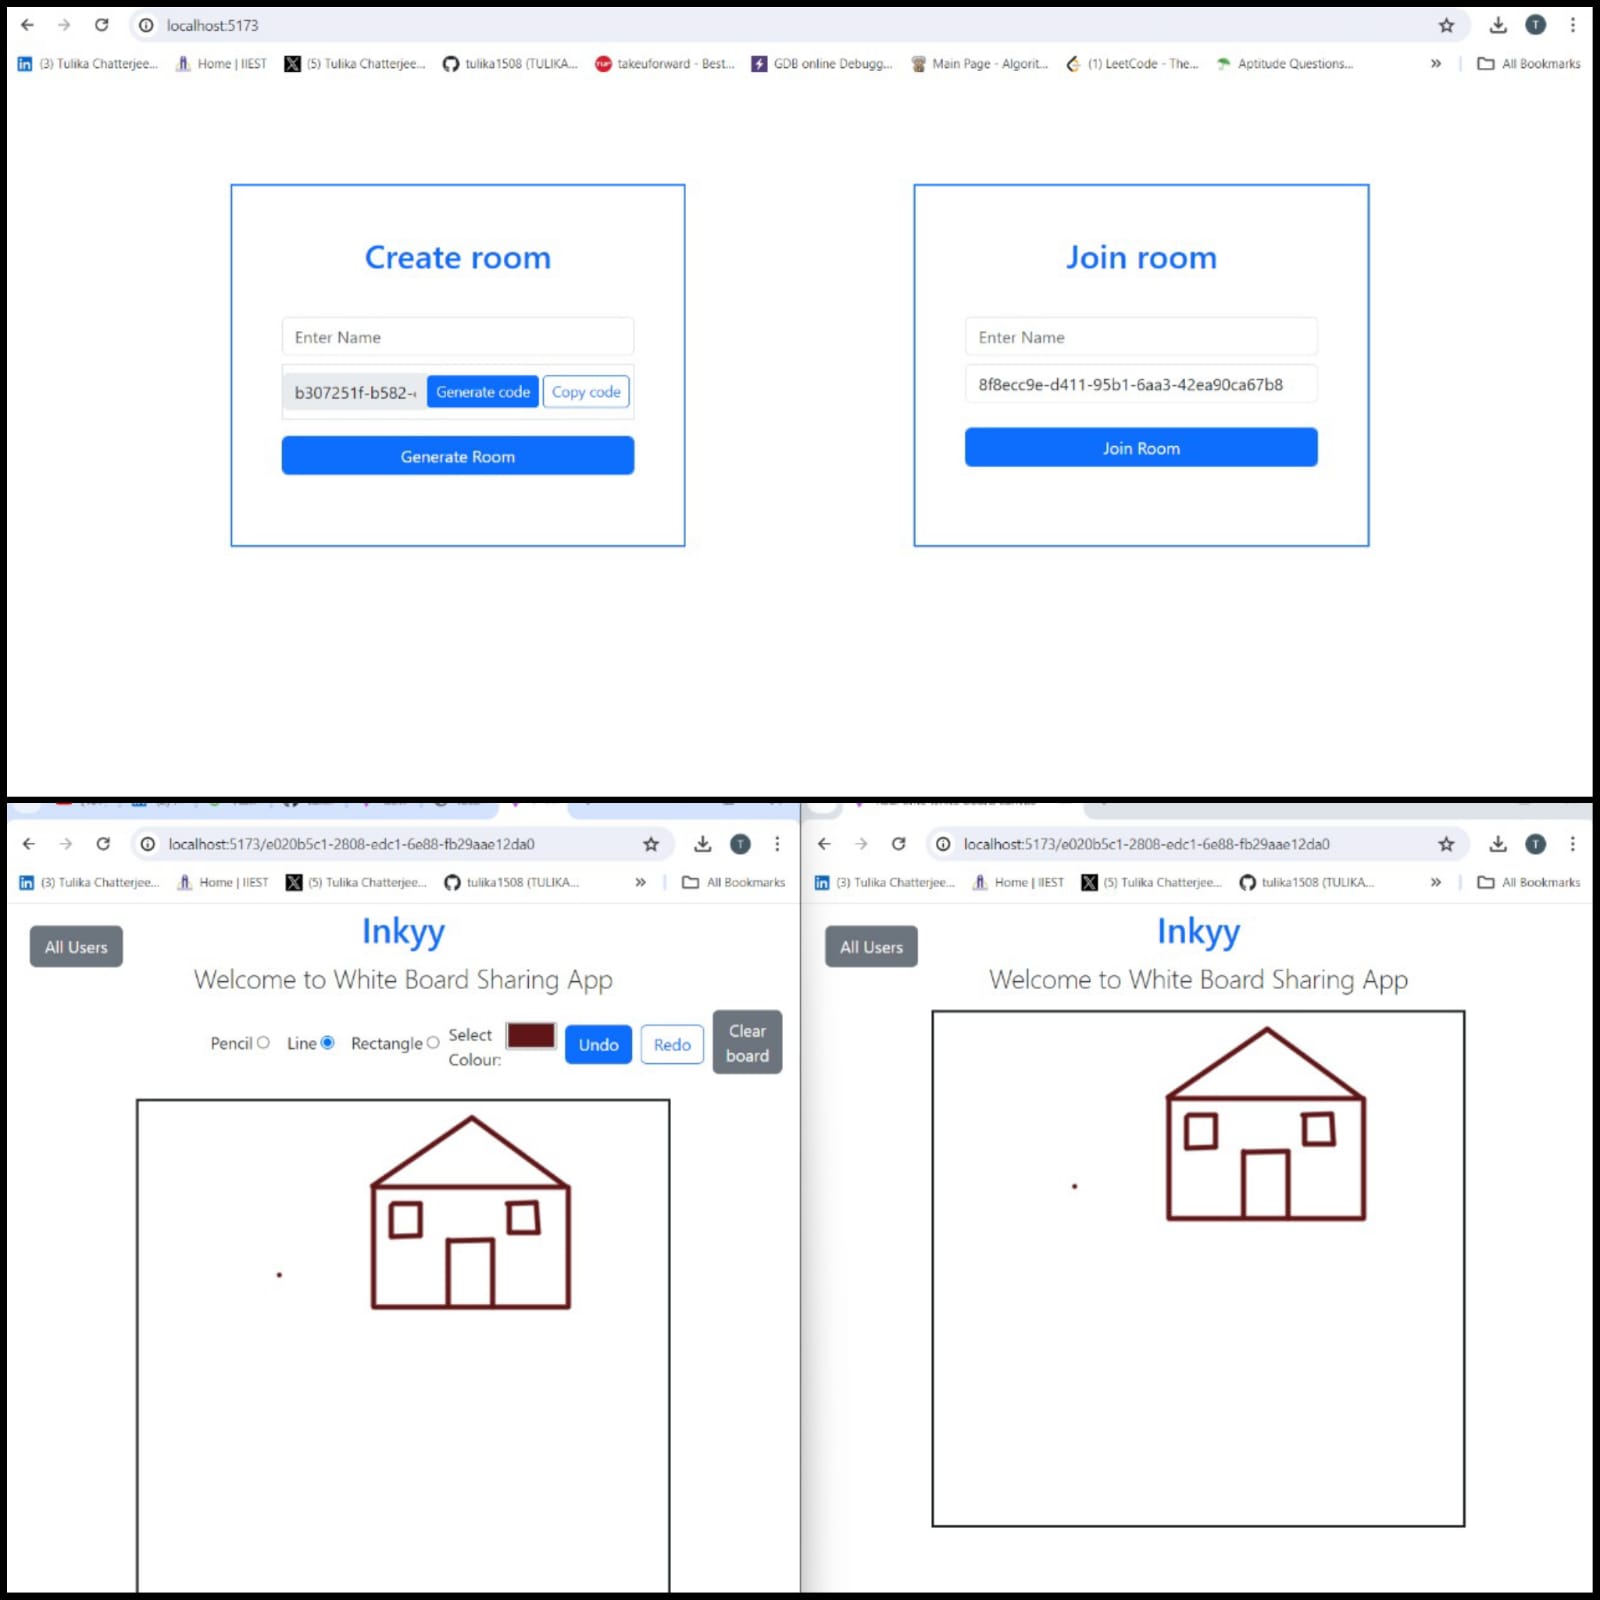 localhost:5173
(3) Tulika Chatterjee... Home | IIEST (5) Tulika Chatterjee... tulika1508 (TULIKA... takeuforward - Best... GDB online Debugg... Main Page - Algorit... (1) LeetCode - The... Aptitude Questions... » All Bookmarks
Create room
Enter Name
b307251f-b582- Generate code Copy code
Generate Room
Join room
Enter Name
8f8ecc9e-d411-95b1-6aa3-42ea90ca67b8
Join Room
localhost:5173/e020b5c1-2808-edc1-6e88-fb29aae12da0
(3) Tulika Chatterjee... Home | IIEST (5) Tulika Chatterjee... tulika1508 (TULIKA... » All Bookmarks
All Users
Inkyy
Welcome to White Board Sharing App
Pencil Line Rectangle Select Colour: Undo Redo Clear board
localhost:5173/e020b5c1-2808-edc1-6e88-fb29aae12da0
(3) Tulika Chatterjee... Home | IIEST (5) Tulika Chatterjee... tulika1508 (TULIKA... » All Bookmarks
All Users
Inkyy
Welcome to White Board Sharing App